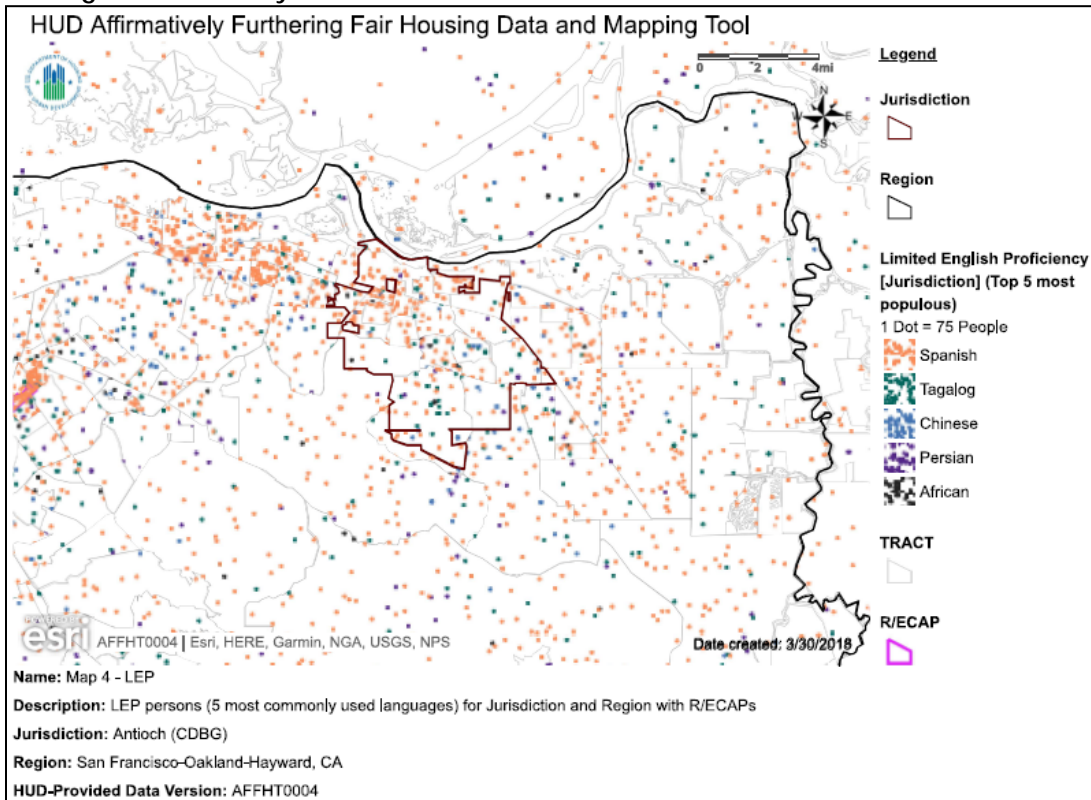 HUD Affirmatively Furthering Fair Housing Data and Mapping Tool
0 2 4mi
N
W E
S
Legend
Jurisdiction
Region
Limited English Proficiency
[Jurisdiction] (Top 5 most
populous)
1 Dot = 75 People
Spanish
Tagalog
Chinese
Persian
African
TRACT
R/ECAP
esri
AFFHT0004 | Esri, HERE, Garmin, NGA, USGS, NPS
Date created: 3/30/2018
Name: Map 4 - LEP
Description: LEP persons (5 most commonly used languages) for Jurisdiction and Region with R/ECAPs
Jurisdiction: Antioch (CDBG)
Region: San Francisco-Oakland-Hayward, CA
HUD-Provided Data Version: AFFHT0004